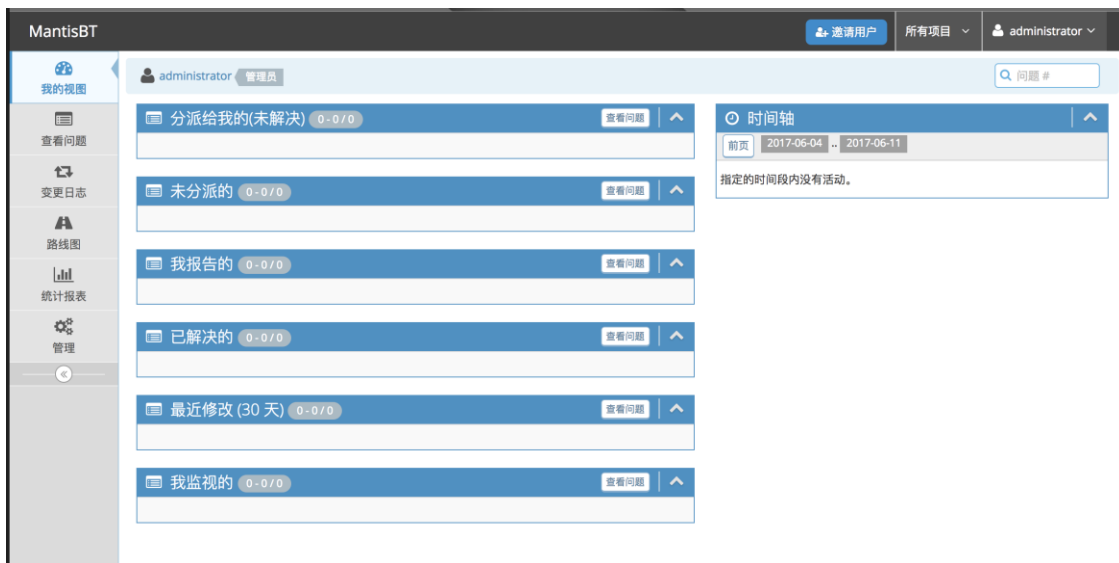 MantisBT
邀请用户
所有项目
administrator
我的视图
查看问题
变更日志
路线图
统计报表
管理
administrator 管理员
问题 #
分派给我的(未解决) 0 - 0 / 0 查看问题
未分派的 0 - 0 / 0 查看问题
我报告的 0 - 0 / 0 查看问题
已解决的 0 - 0 / 0 查看问题
最近修改 (30 天) 0 - 0 / 0 查看问题
我监视的 0 - 0 / 0 查看问题
时间轴
前页 2017-06-04 .. 2017-06-11
指定的时间段内没有活动。